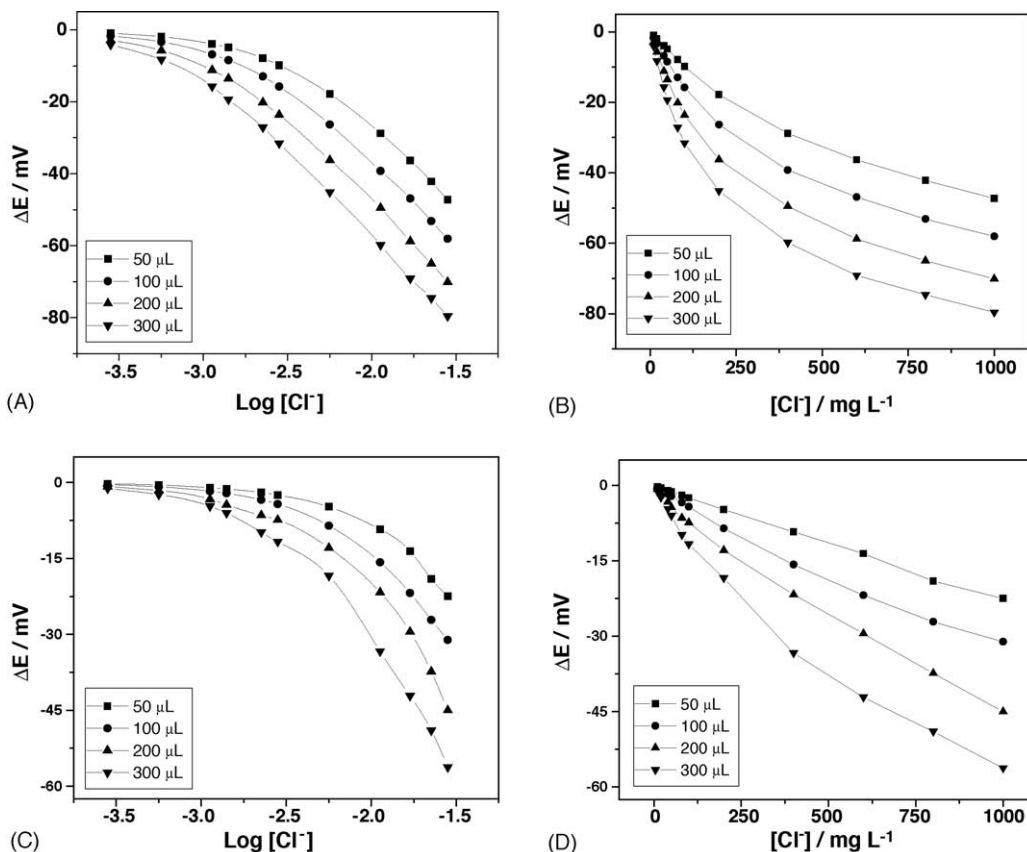 0
-20
-40
-60
-80
ΔE / mV
50 µL
100 µL
200 µL
300 µL
-3.5 -3.0 -2.5 -2.0 -1.5
Log [Cl⁻]
(A)
0
-20
-40
-60
-80
ΔE / mV
50 µL
100 µL
200 µL
300 µL
0 250 500 750 1000
[Cl⁻] / mg L⁻¹
(B)
0
-15
-30
-45
-60
ΔE / mV
50 µL
100 µL
200 µL
300 µL
-3.5 -3.0 -2.5 -2.0 -1.5
Log [Cl⁻]
(C)
0
-15
-30
-45
-60
ΔE / mV
50 µL
100 µL
200 µL
300 µL
0 250 500 750 1000
[Cl⁻] / mg L⁻¹
(D)